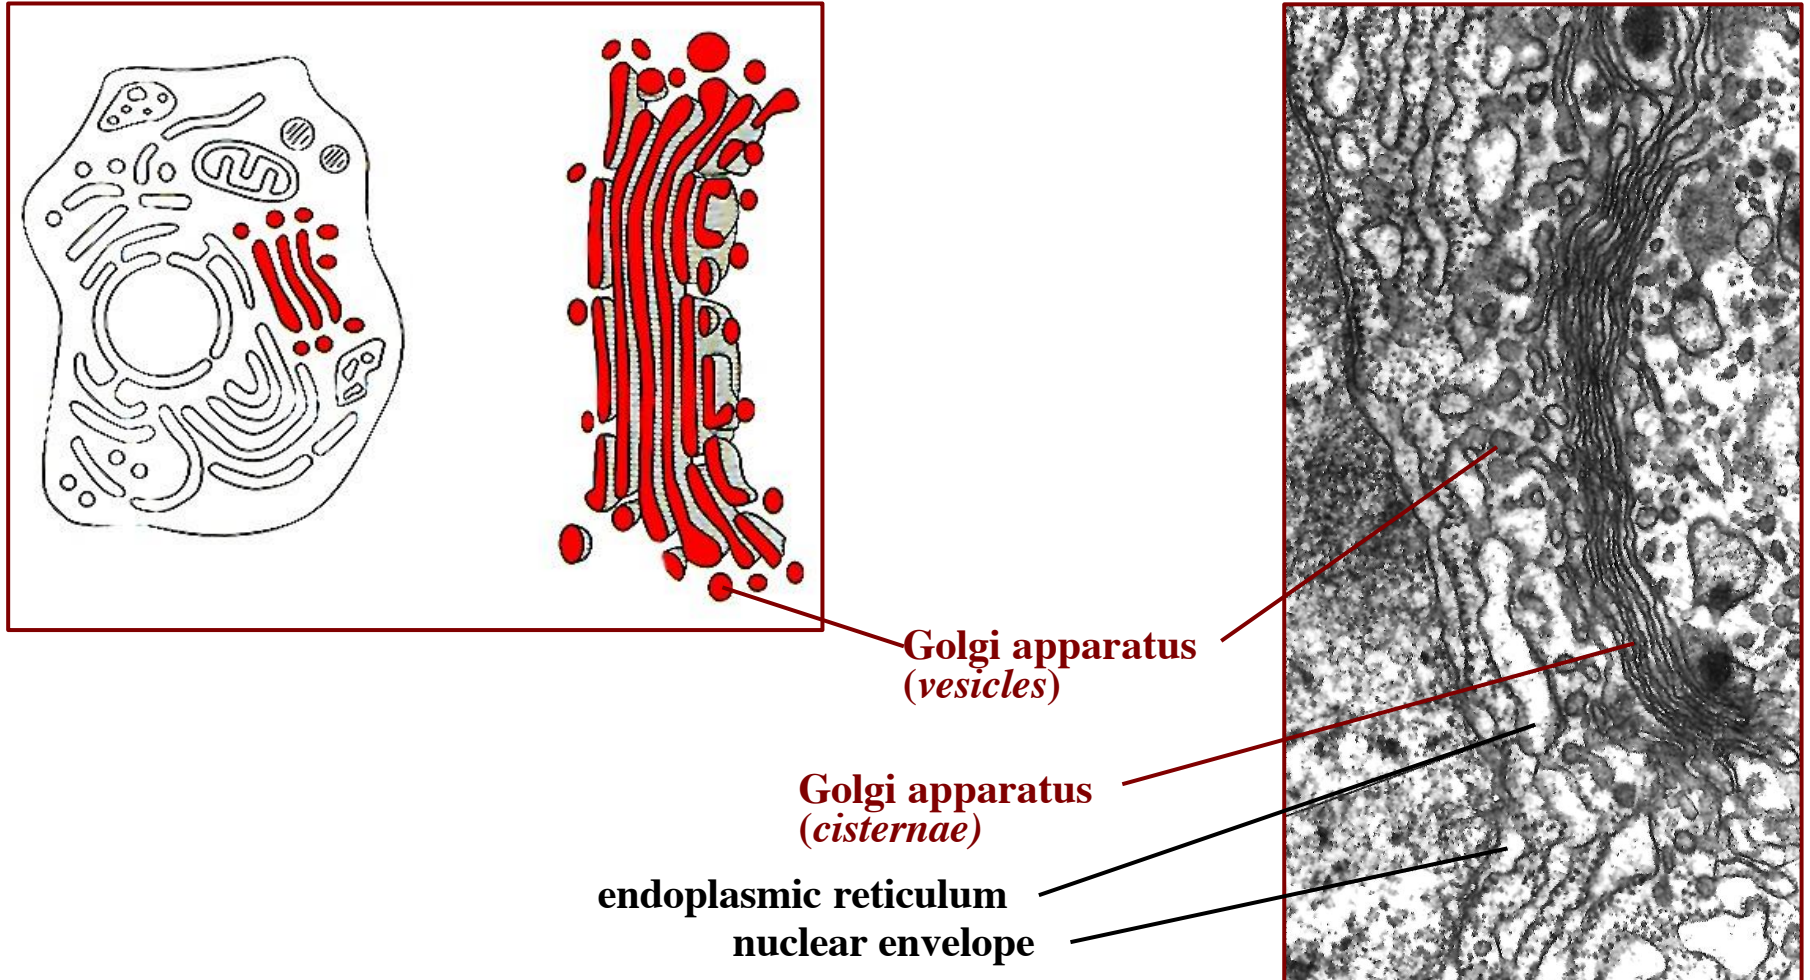 Golgi apparatus
(vesicles)
Golgi apparatus
(cisternae)
endoplasmic reticulum
nuclear envelope